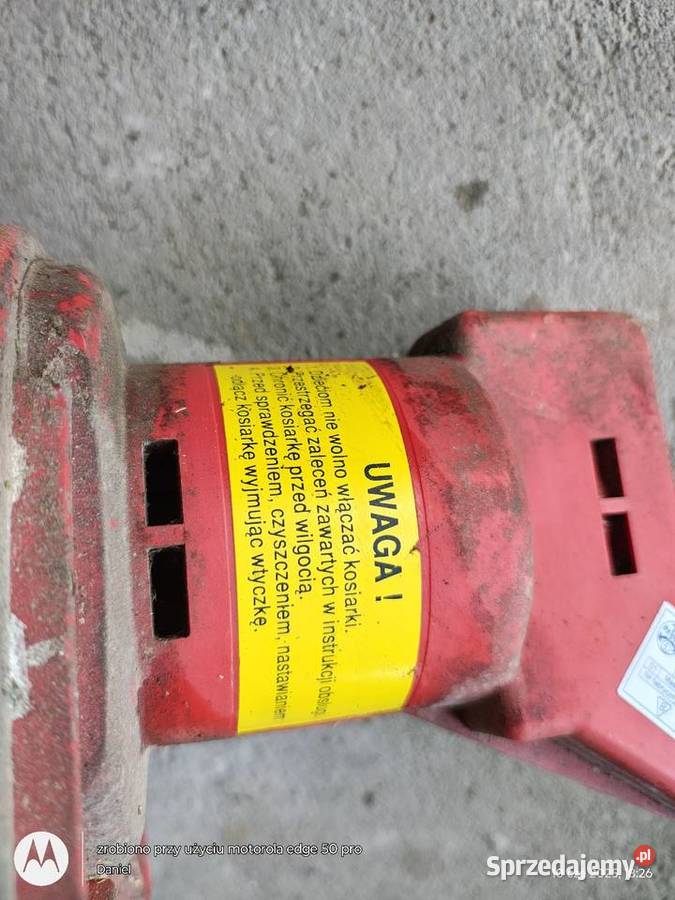 UWAGA !
Dzieciom nie wolno włączać kosiarki.
Przestrzegać zaleceń zawartych w instrukcji obsługi
Chronić kosiarkę przed wilgocią.
Przed sprawdzeniem, czyszczeniem, nastawianiem
odłącz kosiarkę wyjmując wtyczkę.
zrobiono przy użyciu motorola edge 50 pro
Daniel
Sprzedajemy.pl